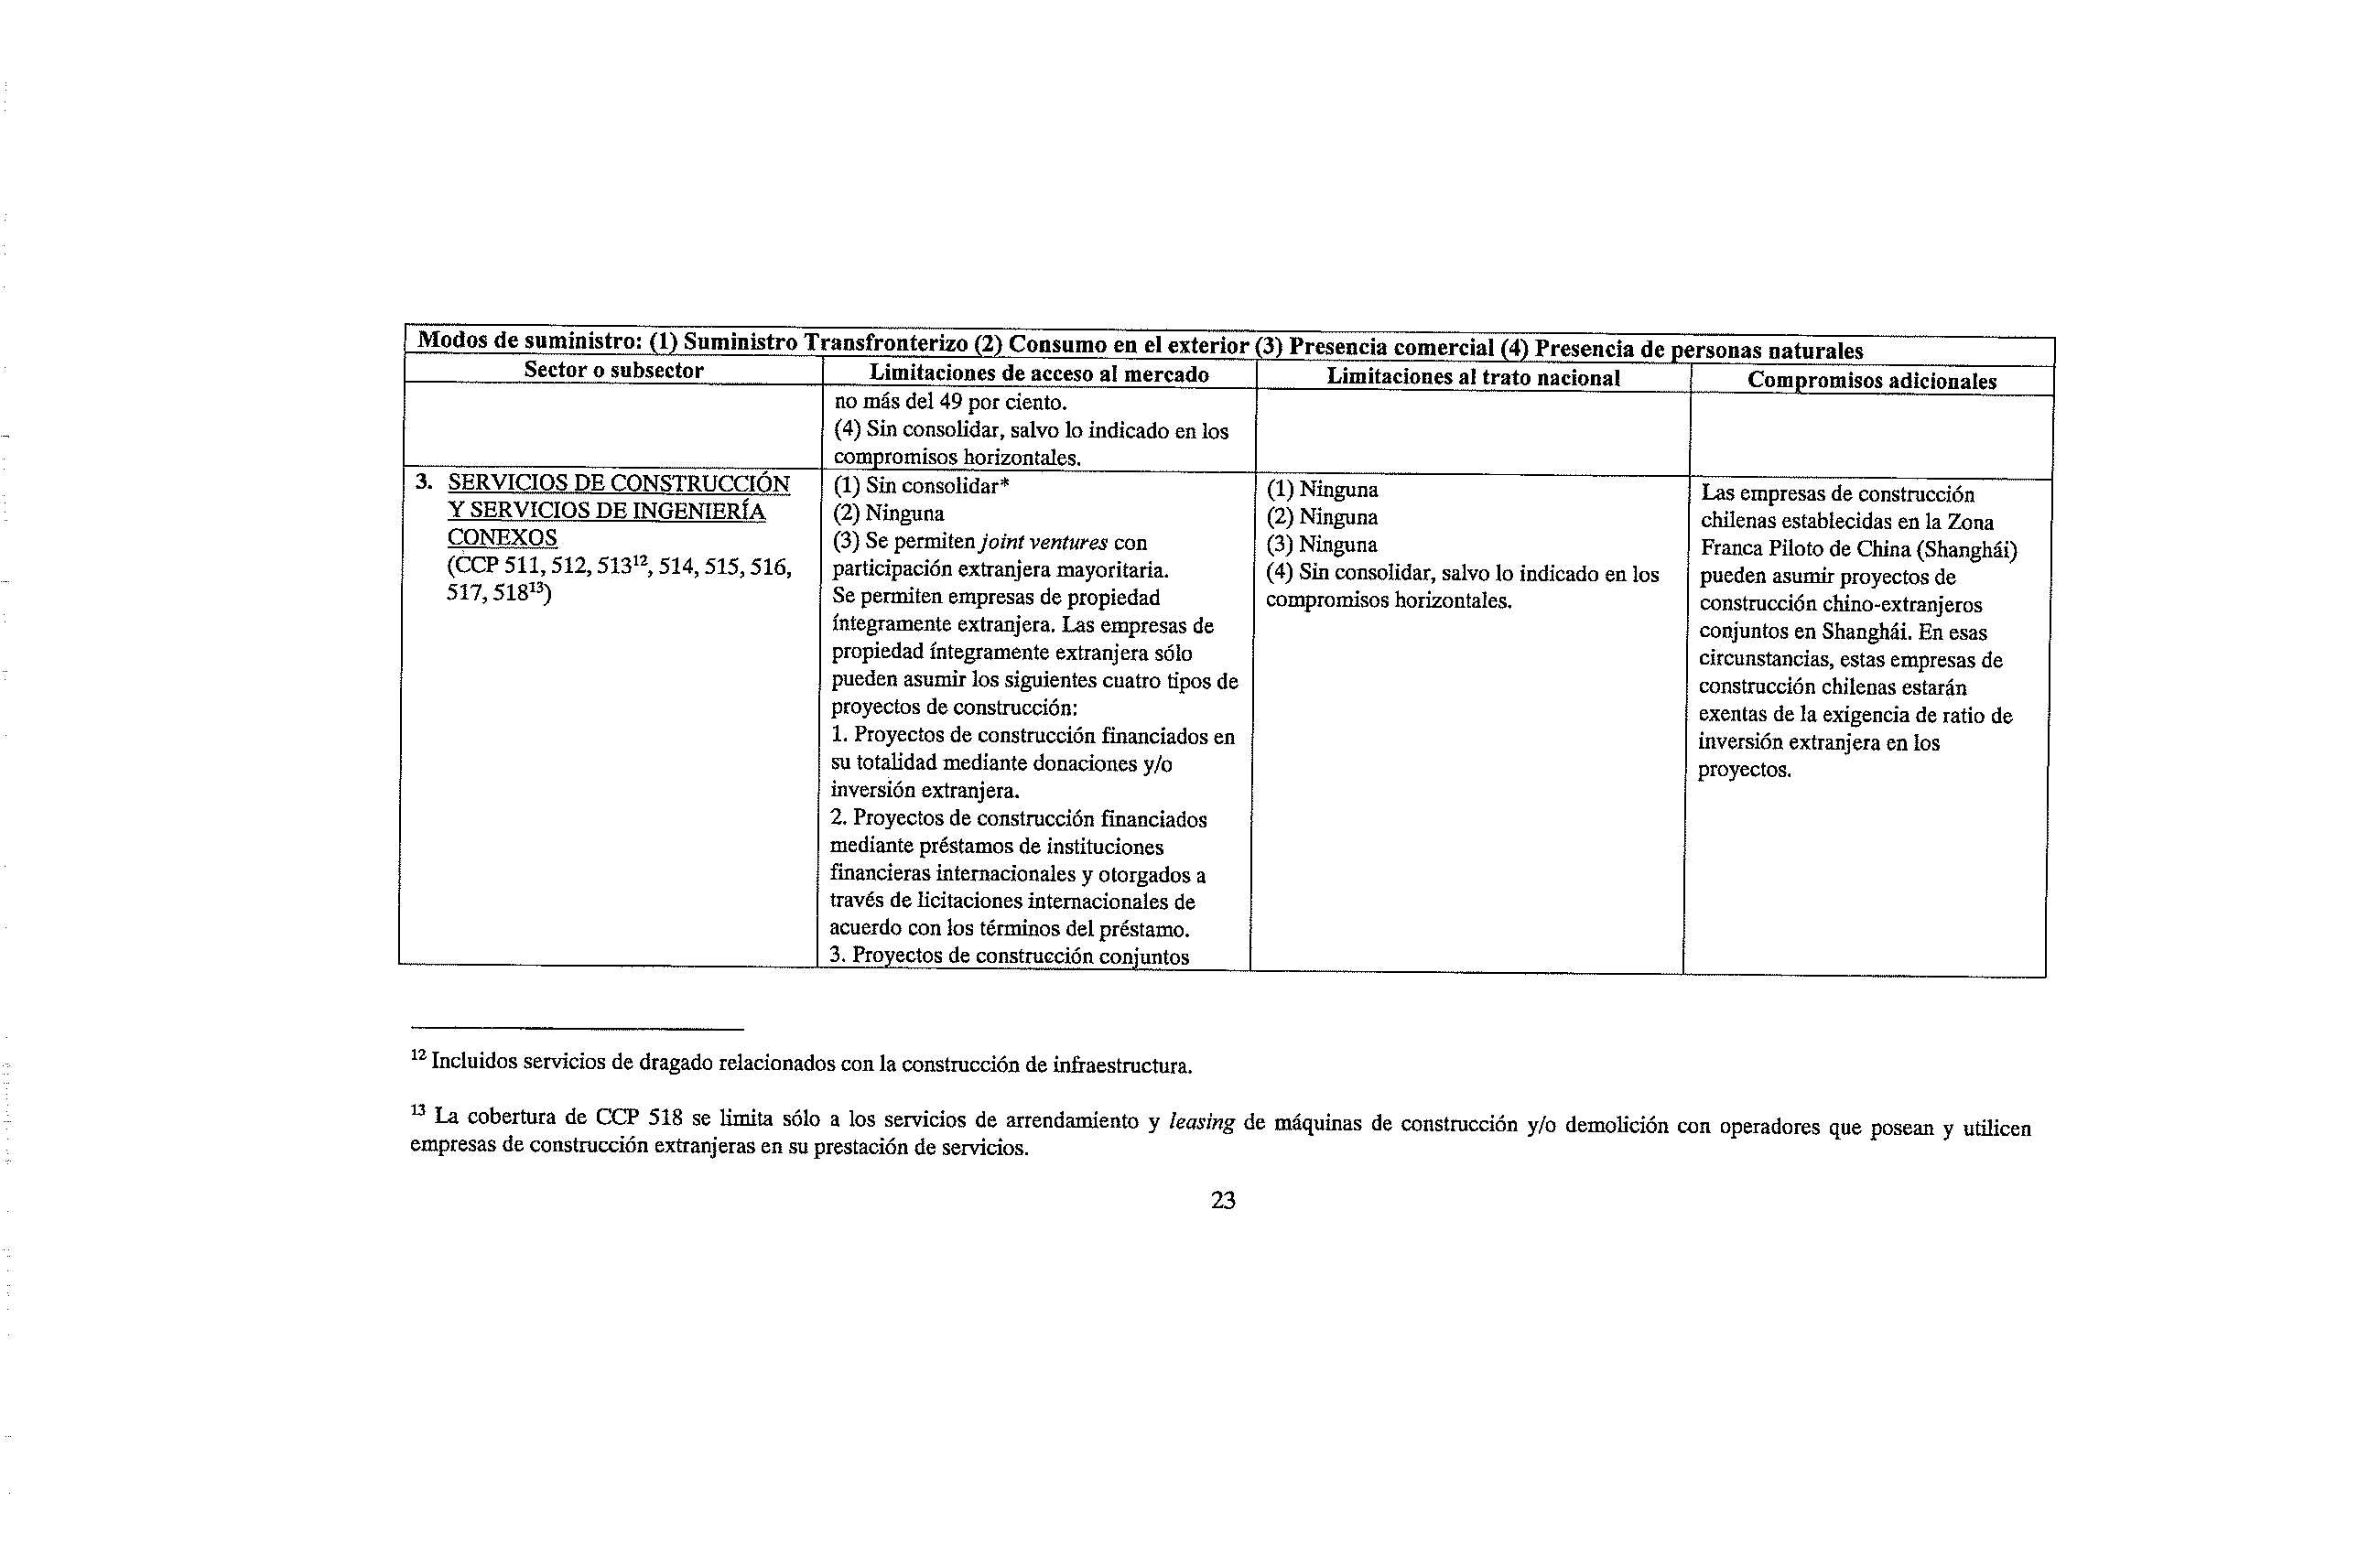 Modos de suministro: (1) Suministro Transfronterizo (2) Consumo en el exterior (3) Presencia comercial (4) Presencia de personas naturales
Sector o subsector
Limitaciones de acceso al mercado
Limitaciones al trato nacional
Compromisos adicionales
no más del 49 por ciento.
(4) Sin consolidar, salvo lo indicado en los
compromisos horizontales.
3. SERVICIOS DE CONSTRUCCIÓN
Y SERVICIOS DE INGENIERÍA
CONEXOS
(CCP 511, 512, 513¹², 514, 515, 516,
517, 518¹³)
(1) Sin consolidar*
(2) Ninguna
(3) Se permiten joint ventures con
participación extranjera mayoritaria.
Se permiten empresas de propiedad
íntegramente extranjera. Las empresas de
propiedad íntegramente extranjera sólo
pueden asumir los siguientes cuatro tipos de
proyectos de construcción:
1. Proyectos de construcción financiados en
su totalidad mediante donaciones y/o
inversión extranjera.
2. Proyectos de construcción financiados
mediante préstamos de instituciones
financieras internacionales y otorgados a
través de licitaciones internacionales de
acuerdo con los términos del préstamo.
3. Proyectos de construcción conjuntos
(1) Ninguna
(2) Ninguna
(3) Ninguna
(4) Sin consolidar, salvo lo indicado en los
compromisos horizontales.
Las empresas de construcción
chilenas establecidas en la Zona
Franca Piloto de China (Shanghái)
pueden asumir proyectos de
construcción chino-extranjeros
conjuntos en Shanghái. En esas
circunstancias, estas empresas de
construcción chilenas estarán
exentas de la exigencia de ratio de
inversión extranjera en los
proyectos.
¹² Incluidos servicios de dragado relacionados con la construcción de infraestructura.
¹³ La cobertura de CCP 518 se limita sólo a los servicios de arrendamiento y leasing de máquinas de construcción y/o demolición con operadores que posean y utilicen
empresas de construcción extranjeras en su prestación de servicios.
23